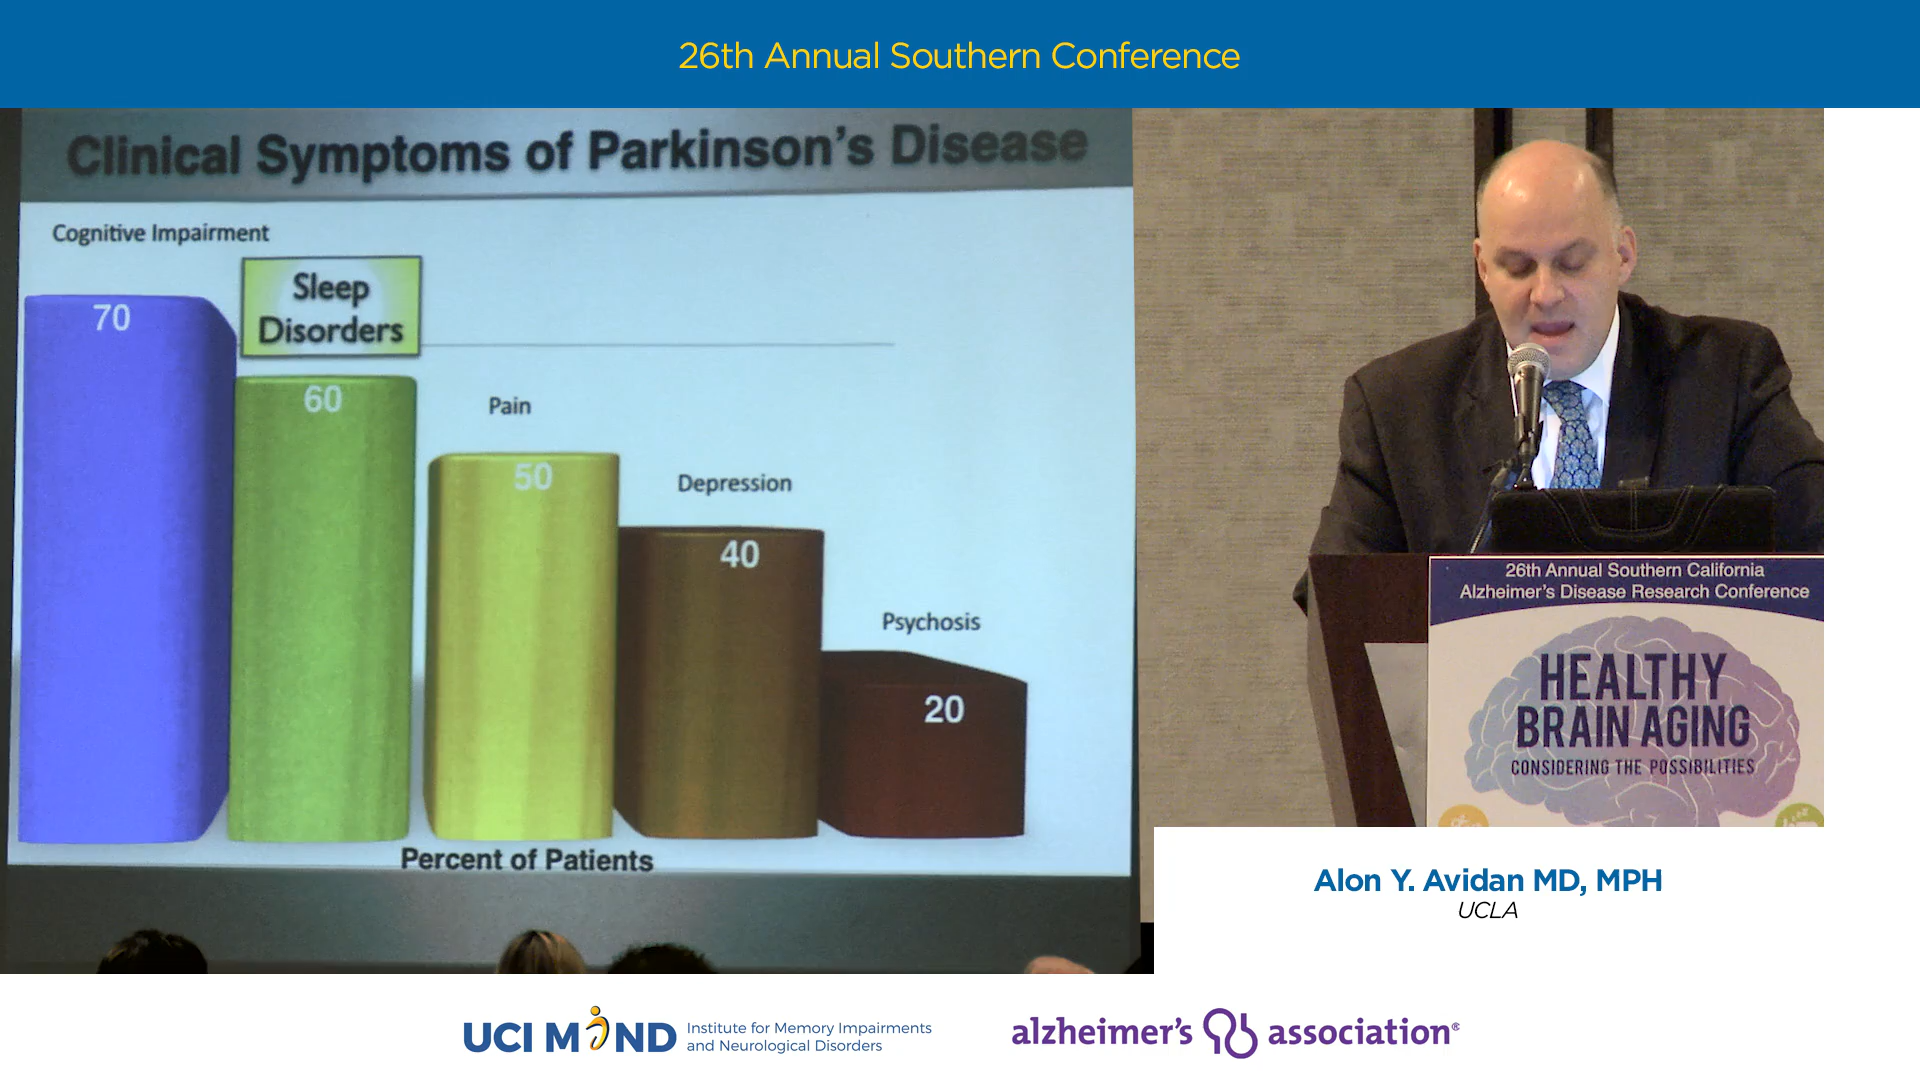 26th Annual Southern Conference
Clinical Symptoms of Parkinson's Disease
Cognitive Impairment
Sleep
Disorders
70
60
Pain
50
Depression
40
Psychosis
20
Percent of Patients
26th Annual Southern California
Alzheimer's Disease Research Conference
HEALTHY
BRAIN AGING
CONSIDERING THE POSSIBILITIES
Alon Y. Avidan MD, MPH
UCLA
UCI MIND
Institute for Memory Impairments
and Neurological Disorders
alzheimer's association®